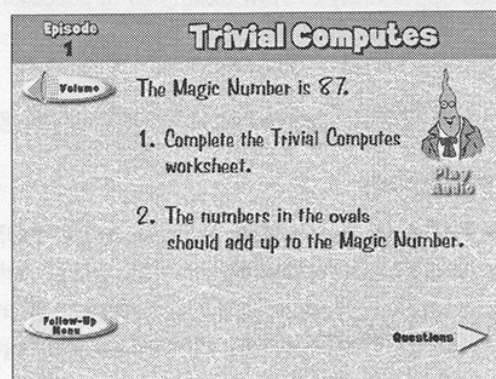 Episode
1
Trivial Computes
Volume
The Magic Number is 87.
1. Complete the Trivial Computes
worksheet.
Play
Audio
2. The numbers in the ovals
should add up to the Magic Number.
Follow-Up
Menu
Questions